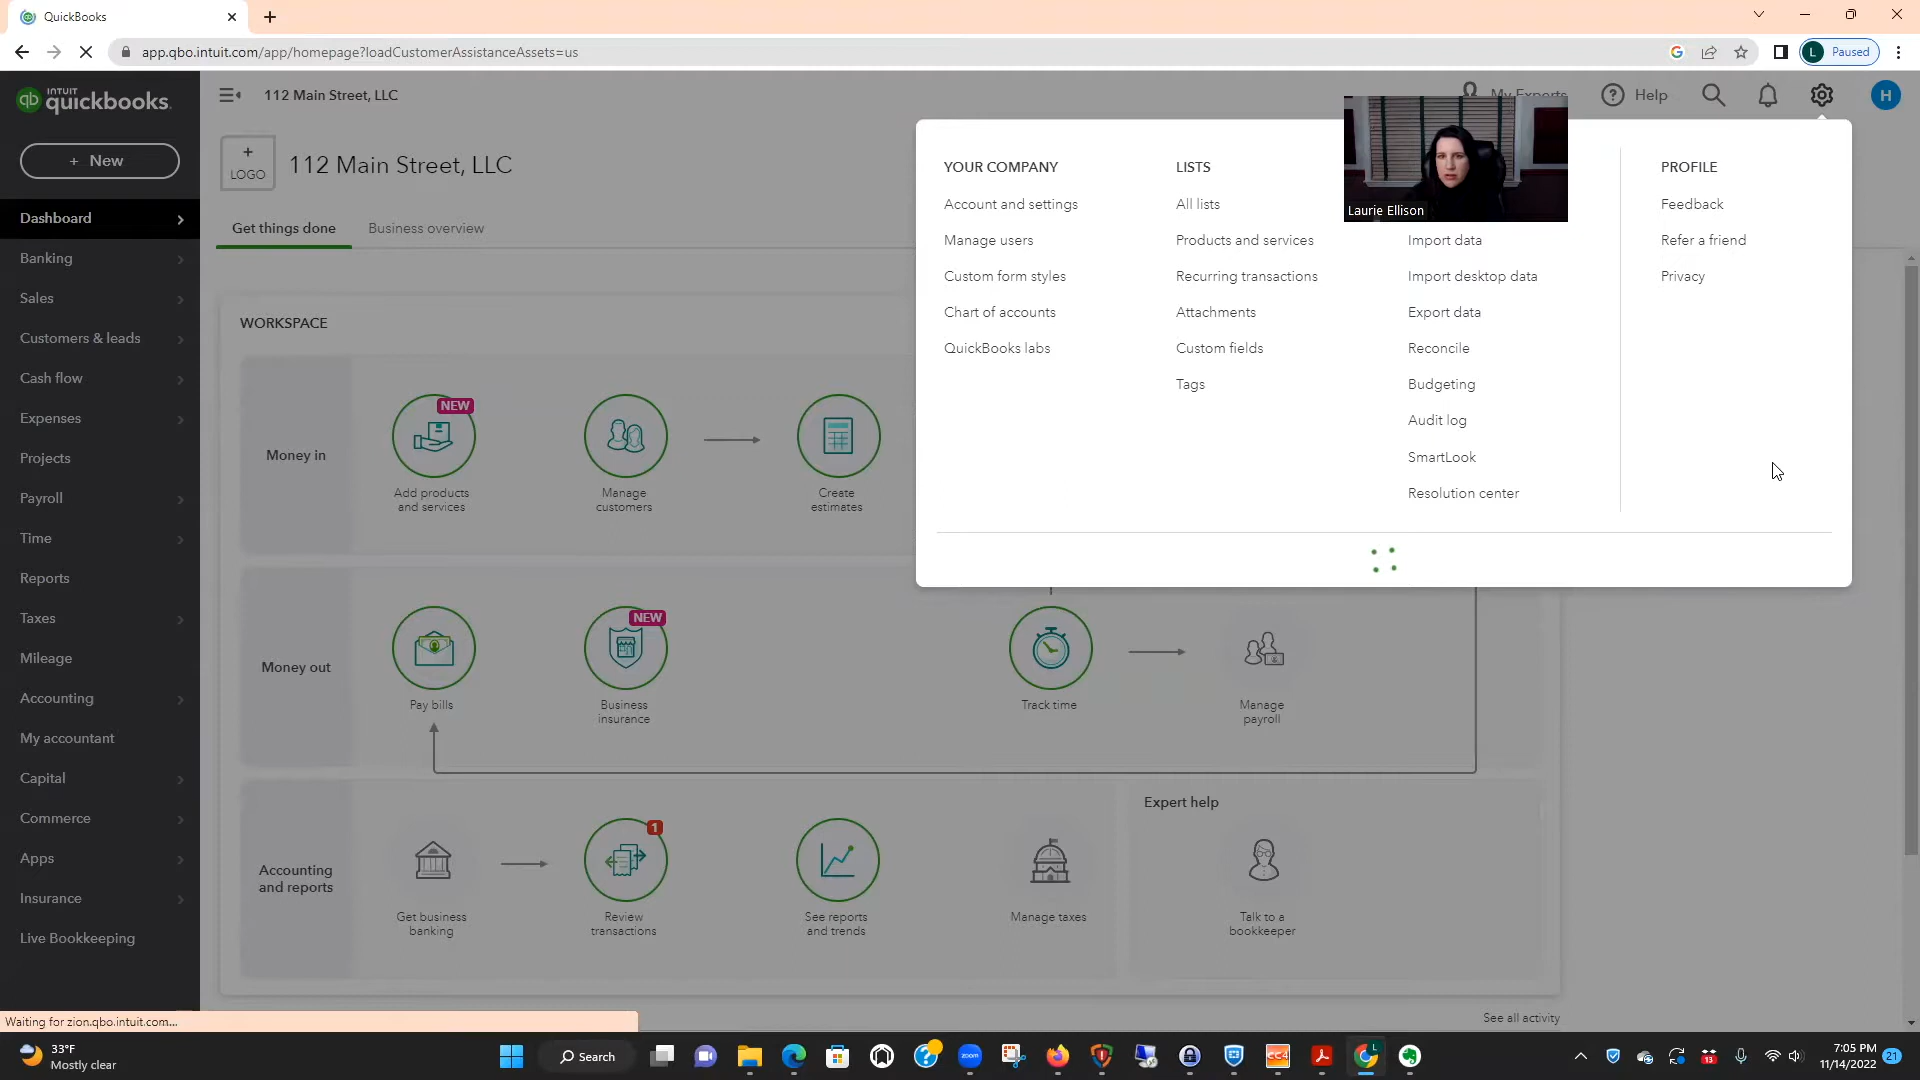 QuickBooks
app.qbo.intuit.com/app/homepage?loadCustomerAssistanceAssets=us
L
Paused
INTUIT
quickbooks.
112 Main Street, LLC
My Experts
Help
H
+ New
+
LOGO
112 Main Street, LLC
Get things done
Business overview
Dashboard
Banking
Sales
Customers & leads
Cash flow
Expenses
Projects
Payroll
Time
Reports
Taxes
Mileage
Accounting
My accountant
Capital
Commerce
Apps
Insurance
Live Bookkeeping
YOUR COMPANY
Account and settings
Manage users
Custom form styles
Chart of accounts
QuickBooks labs
LISTS
All lists
Products and services
Recurring transactions
Attachments
Custom fields
Tags
Laurie Ellison
Import data
Import desktop data
Export data
Reconcile
Budgeting
Audit log
SmartLook
Resolution center
PROFILE
Feedback
Refer a friend
Privacy
WORKSPACE
Money in
NEW
Add products
and services
Manage
customers
Create
estimates
Money out
Pay bills
NEW
Business
insurance
Track time
Manage
payroll
Accounting
and reports
Get business
banking
1
Review
transactions
See reports
and trends
Manage taxes
Expert help
Talk to a
bookkeeper
See all activity
Waiting for zion.qbo.intuit.com...
33°F
Mostly clear
Search
zoom
CC4
L
13
7:05 PM
11/14/2022
21